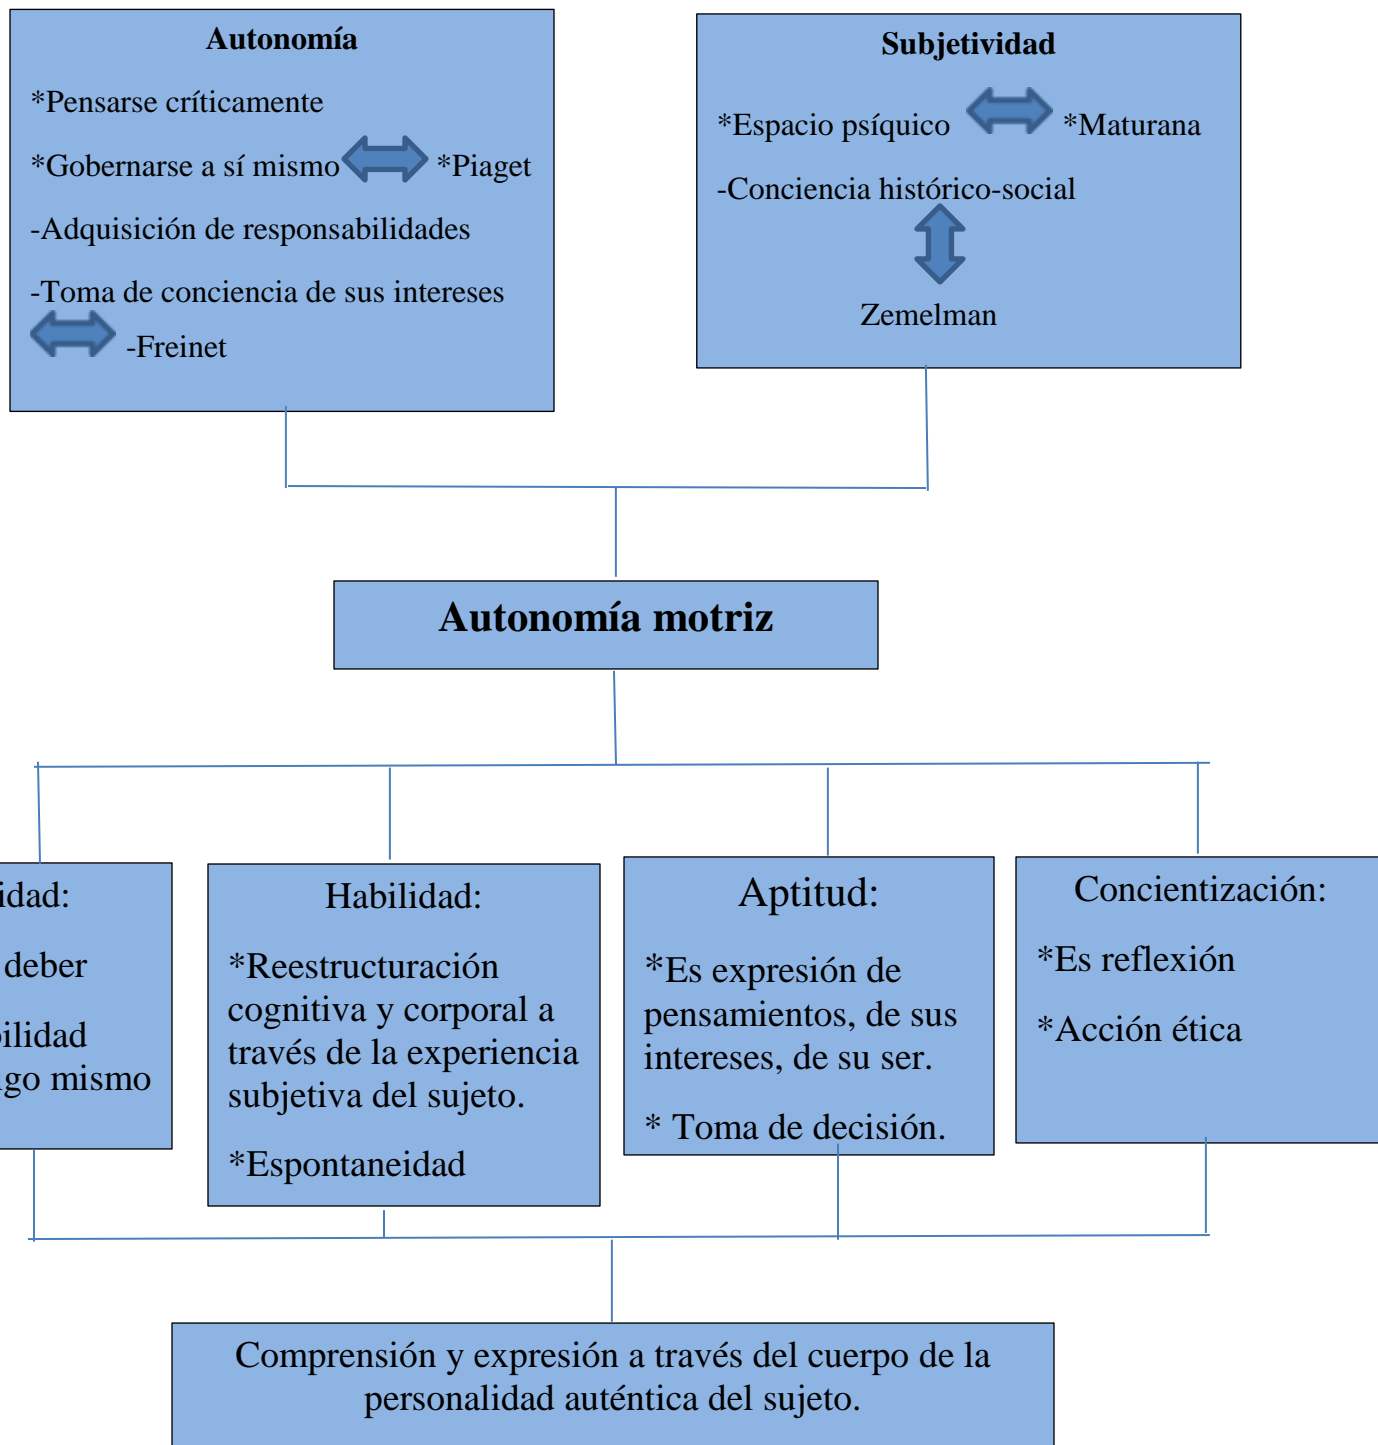 Autonomía
*Pensarse críticamente
*Gobernarse a sí mismo *Piaget
-Adquisición de responsabilidades
-Toma de conciencia de sus intereses
-Freinet
Subjetividad
*Espacio psíquico *Maturana
-Conciencia histórico-social
Zemelman
Autonomía motriz
idad:
deber
bilidad
go mismo
Habilidad:
*Reestructuración
cognitiva y corporal a
través de la experiencia
subjetiva del sujeto.
*Espontaneidad
Aptitud:
*Es expresión de
pensamientos, de sus
intereses, de su ser.
* Toma de decisión.
Concientización:
*Es reflexión
*Acción ética
Comprensión y expresión a través del cuerpo de la
personalidad auténtica del sujeto.